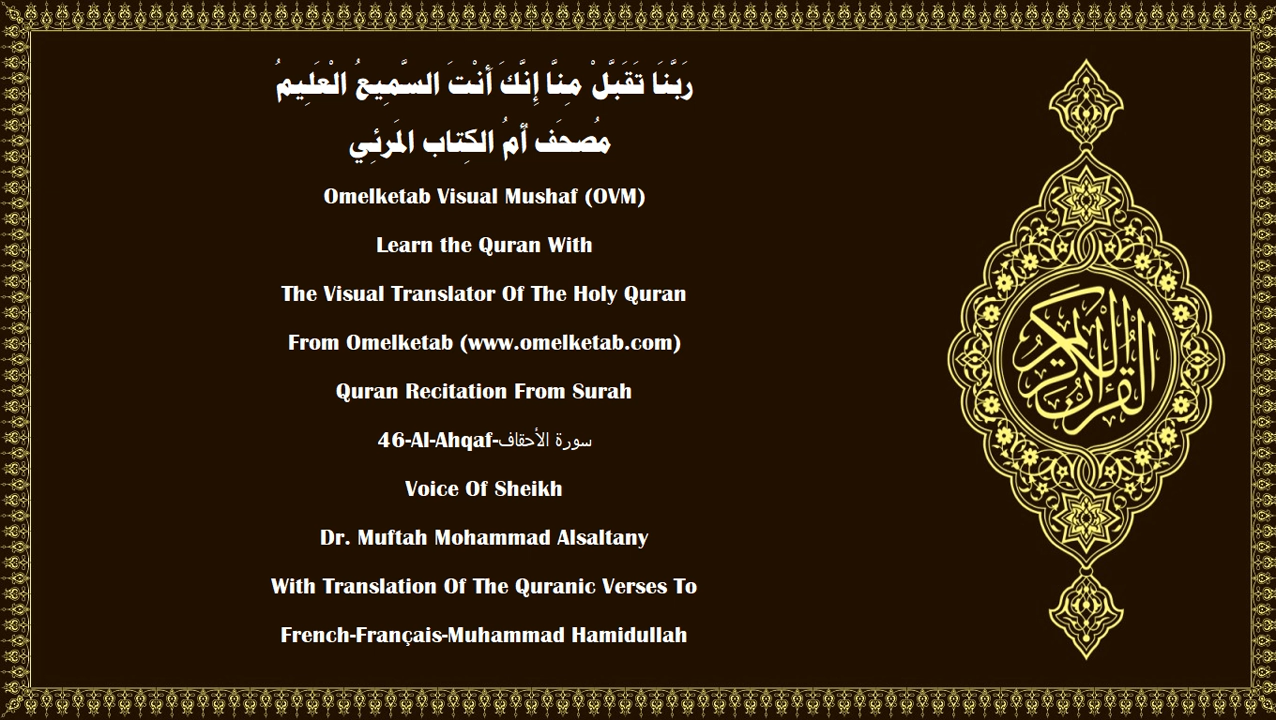 رَبَّنَا تَقَبَّلْ مِنَّا إِنَّكَ أَنْتَ السَّمِيعُ الْعَلِيمُ
مُصحَف أمُ الكِتاب المَرئِي
Omelketab Visual Mushaf (OVM)
Learn the Quran With
The Visual Translator Of The Holy Quran
From Omelketab (www.omelketab.com)
Quran Recitation From Surah
46-Al-Ahqaf-سورة الأحقاف
Voice Of Sheikh
Dr. Muftah Mohammad Alsaltany
With Translation Of The Quranic Verses To
French-Français-Muhammad Hamidullah
القرآن الكريم